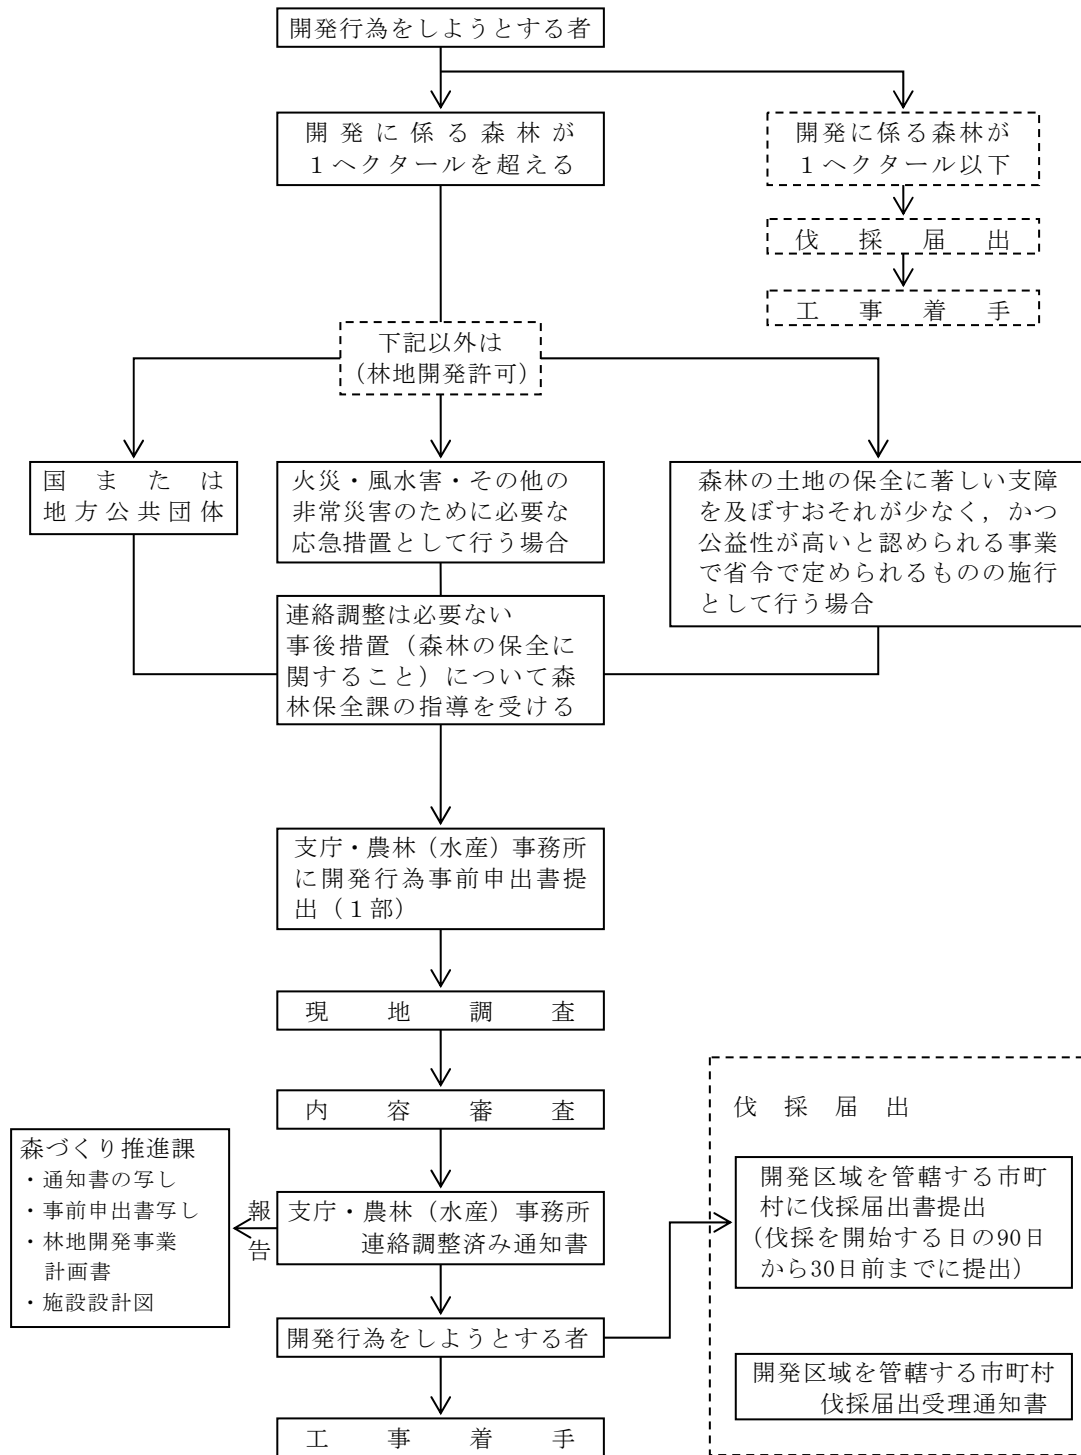 開発行為をしようとする者
開発に係る森林が
１ヘクタールを超える
開発に係る森林が
１ヘクタール以下
伐採届出
工事着手
下記以外は
（林地開発許可）
国または
地方公共団体
火災・風水害・その他の
非常災害のために必要な
応急措置として行う場合
森林の土地の保全に著しい支障
を及ぼすおそれが少なく，かつ
公益性が高いと認められる事業
で省令で定められるものの施行
として行う場合
連絡調整は必要ない
事後措置（森林の保全に
関すること）について森
林保全課の指導を受ける
支庁・農林（水産）事務所
に開発行為事前申出書提
出（１部）
現地調査
内容審査
森づくり推進課
・通知書の写し
・事前申出書写し
・林地開発事業
計画書
・施設設計図
報告
支庁・農林（水産）事務所
連絡調整済み通知書
開発行為をしようとする者
工事着手
伐採届出
開発区域を管轄する市町
村に伐採届出書提出
(伐採を開始する日の90日
から30日前までに提出）
開発区域を管轄する市町村
伐採届出受理通知書